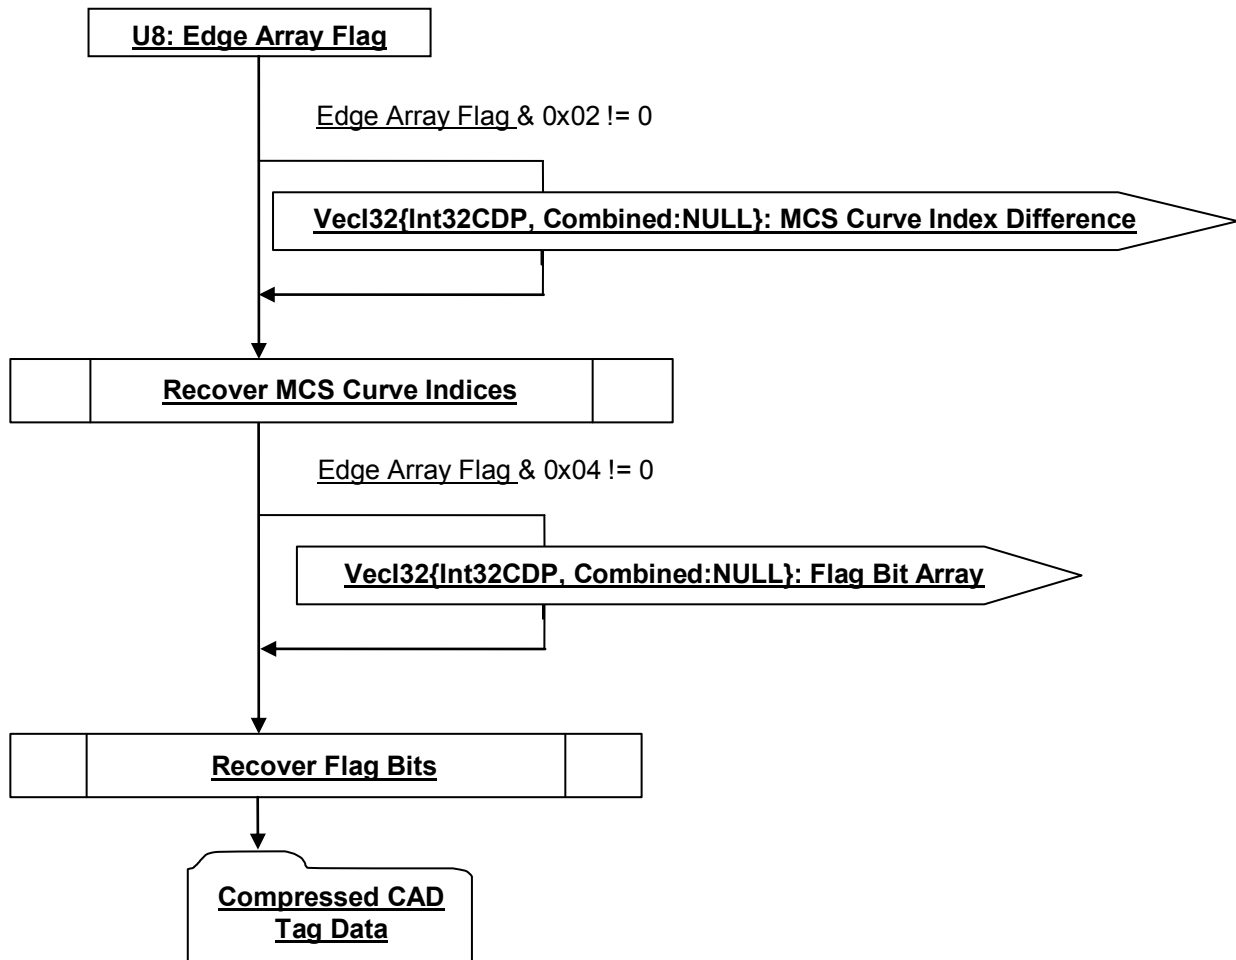 U8: Edge Array Flag
Edge Array Flag & 0x02 != 0
VecI32{Int32CDP, Combined:NULL}: MCS Curve Index Difference
Recover MCS Curve Indices
Edge Array Flag & 0x04 != 0
VecI32{Int32CDP, Combined:NULL}: Flag Bit Array
Recover Flag Bits
Compressed CAD
Tag Data